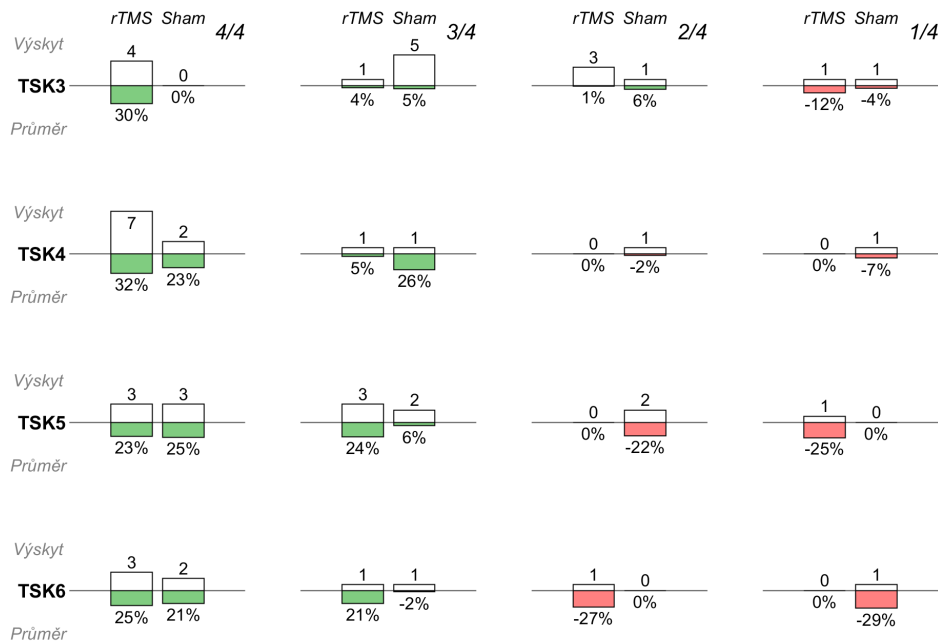 rTMS Sham 4/4 rTMS Sham 3/4 rTMS Sham 2/4 rTMS Sham 1/4
Výskyt
4 0 1 5 3 1 1 1
TSK3
30% 0% 4% 5% 1% 6% -12% -4%
Průměr
Výskyt
7 2 1 1 0 1 0 1
TSK4
32% 23% 5% 26% 0% -2% 0% -7%
Průměr
Výskyt
3 3 3 2 0 2 1 0
TSK5
23% 25% 24% 6% 0% -22% -25% 0%
Průměr
Výskyt
3 2 1 1 1 0 0 1
TSK6
25% 21% 21% -2% -27% 0% 0% -29%
Průměr